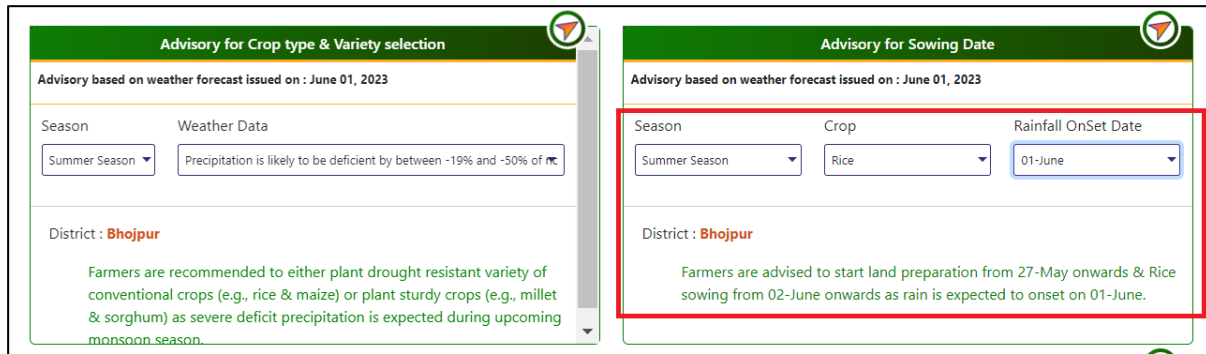 Advisory for Crop type & Variety selection
Advisory based on weather forecast issued on : June 01, 2023
Season Weather Data
Summer Season Precipitation is likely to be deficient by between -19% and -50% of
District : Bhojpur
Farmers are recommended to either plant drought resistant variety of
conventional crops (e.g., rice & maize) or plant sturdy crops (e.g., millet
& sorghum) as severe deficit precipitation is expected during upcoming
monsoon season.
Advisory for Sowing Date
Advisory based on weather forecast issued on : June 01, 2023
Season Crop Rainfall OnSet Date
Summer Season Rice 01-June
District : Bhojpur
Farmers are advised to start land preparation from 27-May onwards & Rice
sowing from 02-June onwards as rain is expected to onset on 01-June.